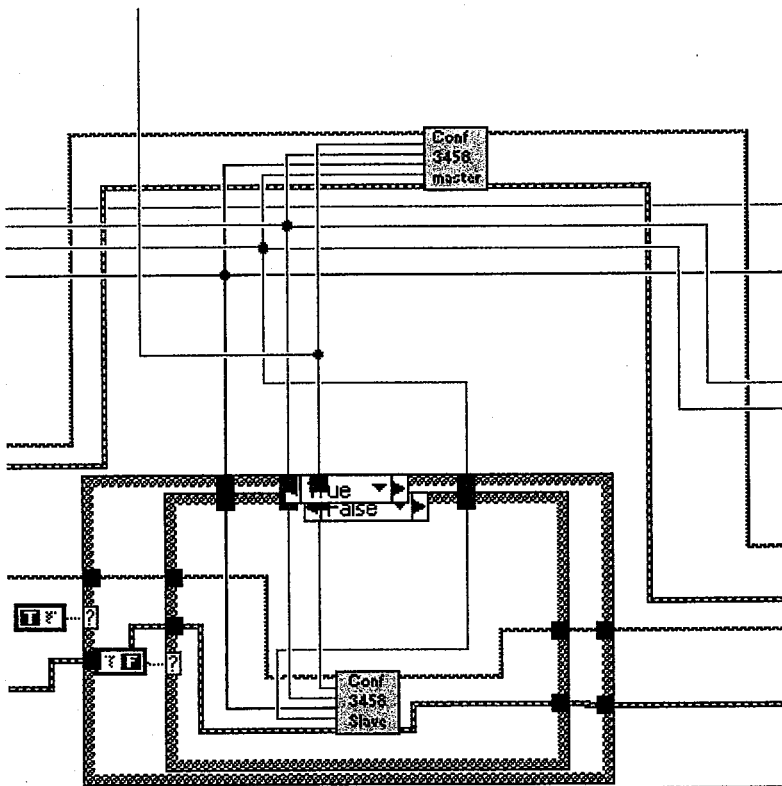 Conf
3458
master
True
False
T F
?
? F
?
Conf
3458
Slave